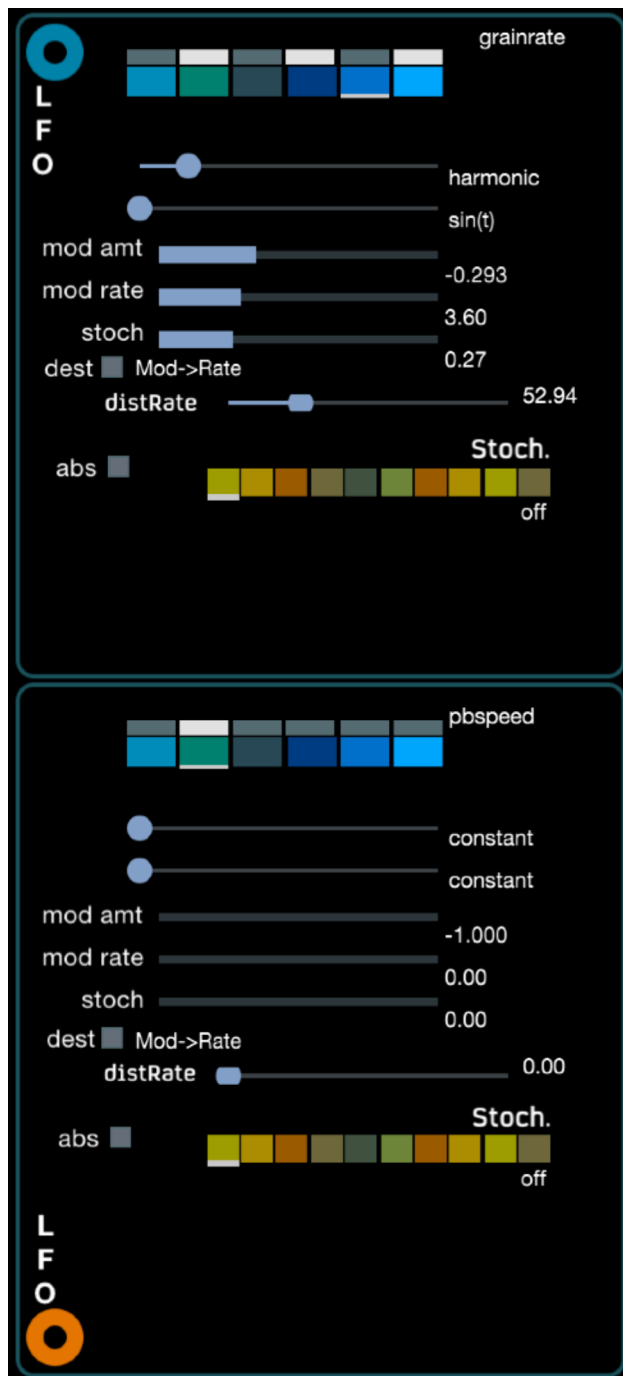 grainrate
L
F
O
harmonic
sin(t)
mod amt
-0.293
mod rate
3.60
stoch
0.27
dest Mod->Rate
distRate 52.94
Stoch.
abs
off
pbspeed
constant
constant
mod amt
-1.000
mod rate
0.00
stoch
0.00
dest Mod->Rate
distRate 0.00
Stoch.
abs
off
L
F
O